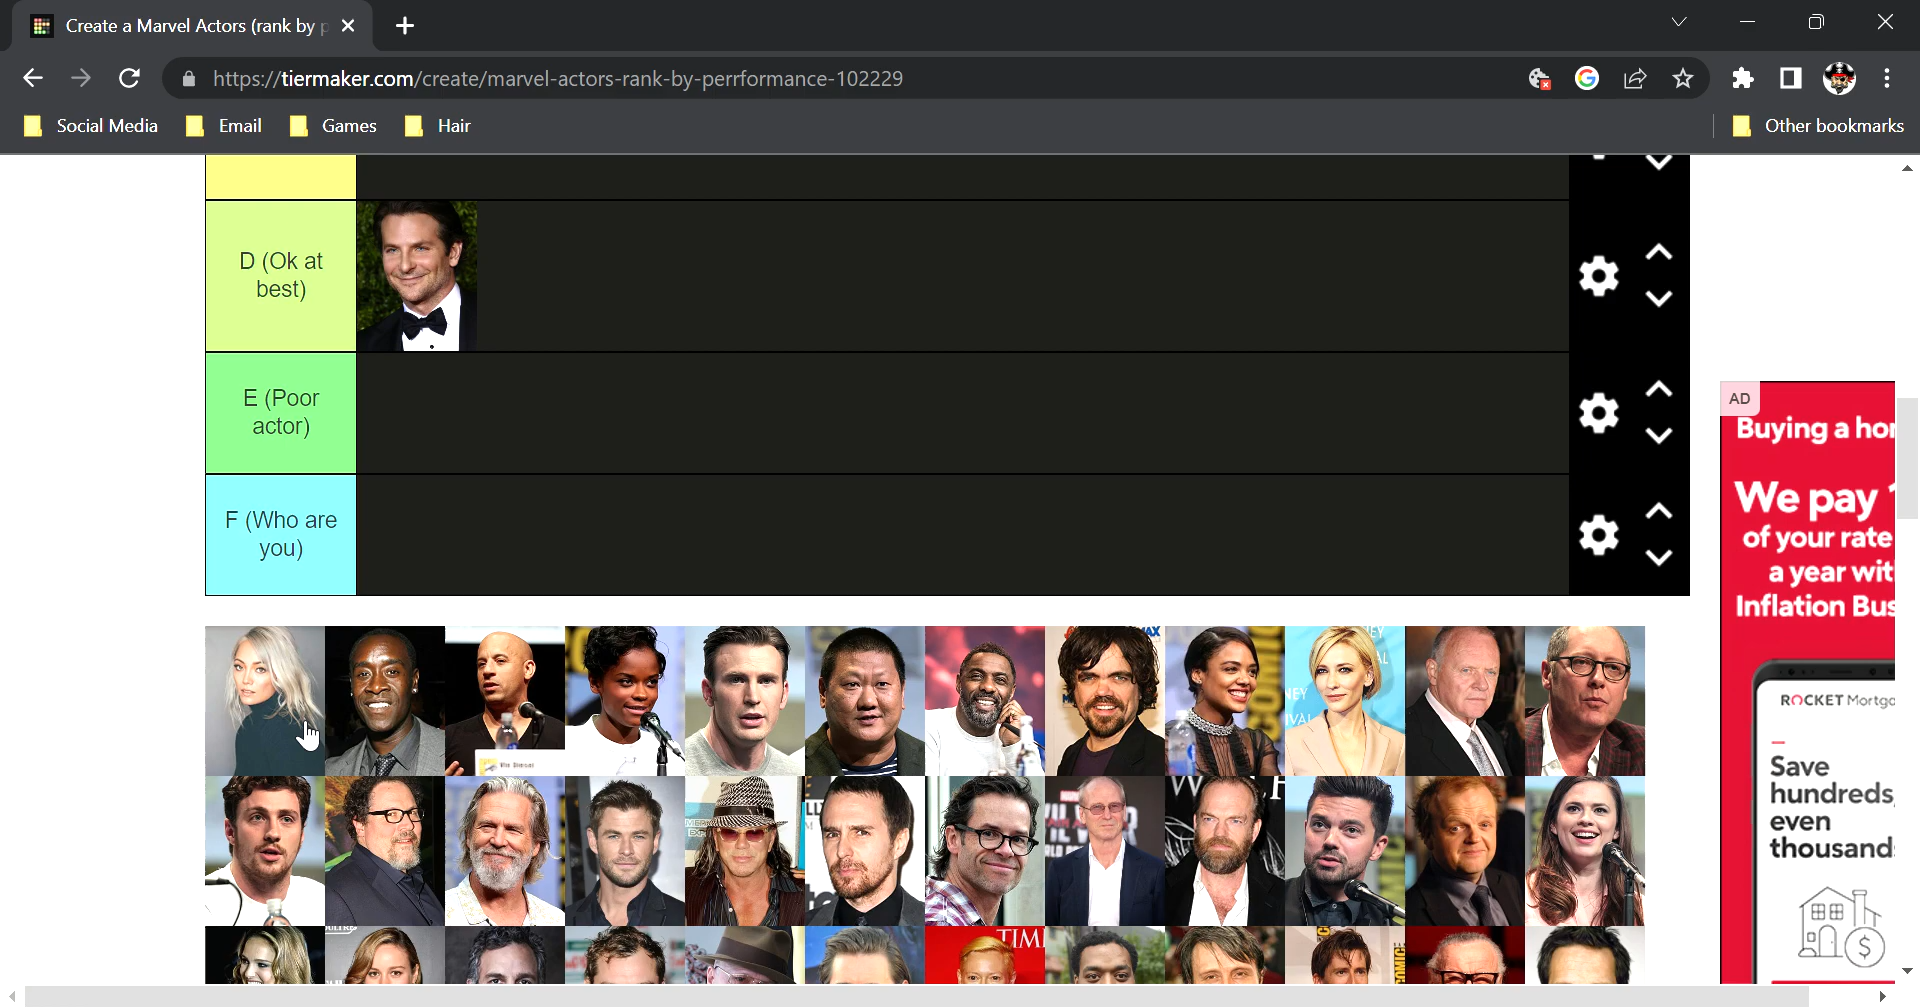 Create a Marvel Actors (rank by p
https://tiermaker.com/create/marvel-actors-rank-by-perrformance-102229
Social Media
Email
Games
Hair
Other bookmarks
D (Ok at
best)
E (Poor
actor)
F (Who are
you)
AD
Buying a hor
We pay
of your rate
a year wit
Inflation Bus
ROCKET Mortga
Save
hundreds,
even
thousand
TIM